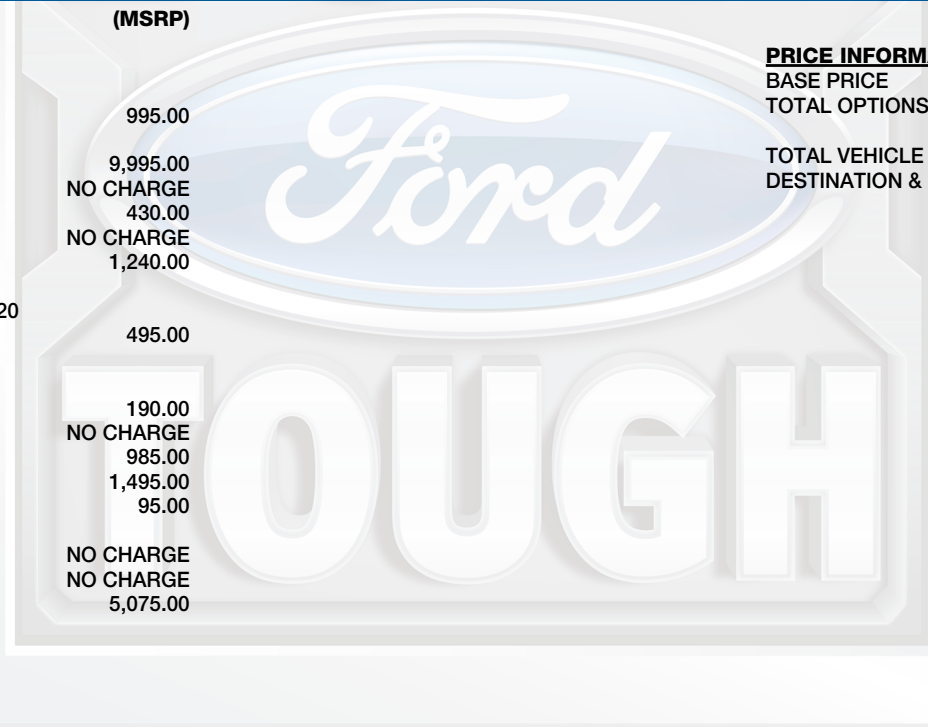 (MSRP)
995.00
9,995.00
NO CHARGE
430.00
NO CHARGE
1,240.00
20
495.00
190.00
NO CHARGE
985.00
1,495.00
95.00
NO CHARGE
NO CHARGE
5,075.00
PRICE INFORM
BASE PRICE
TOTAL OPTIONS
TOTAL VEHICLE
DESTINATION &
Ford
TOUGH